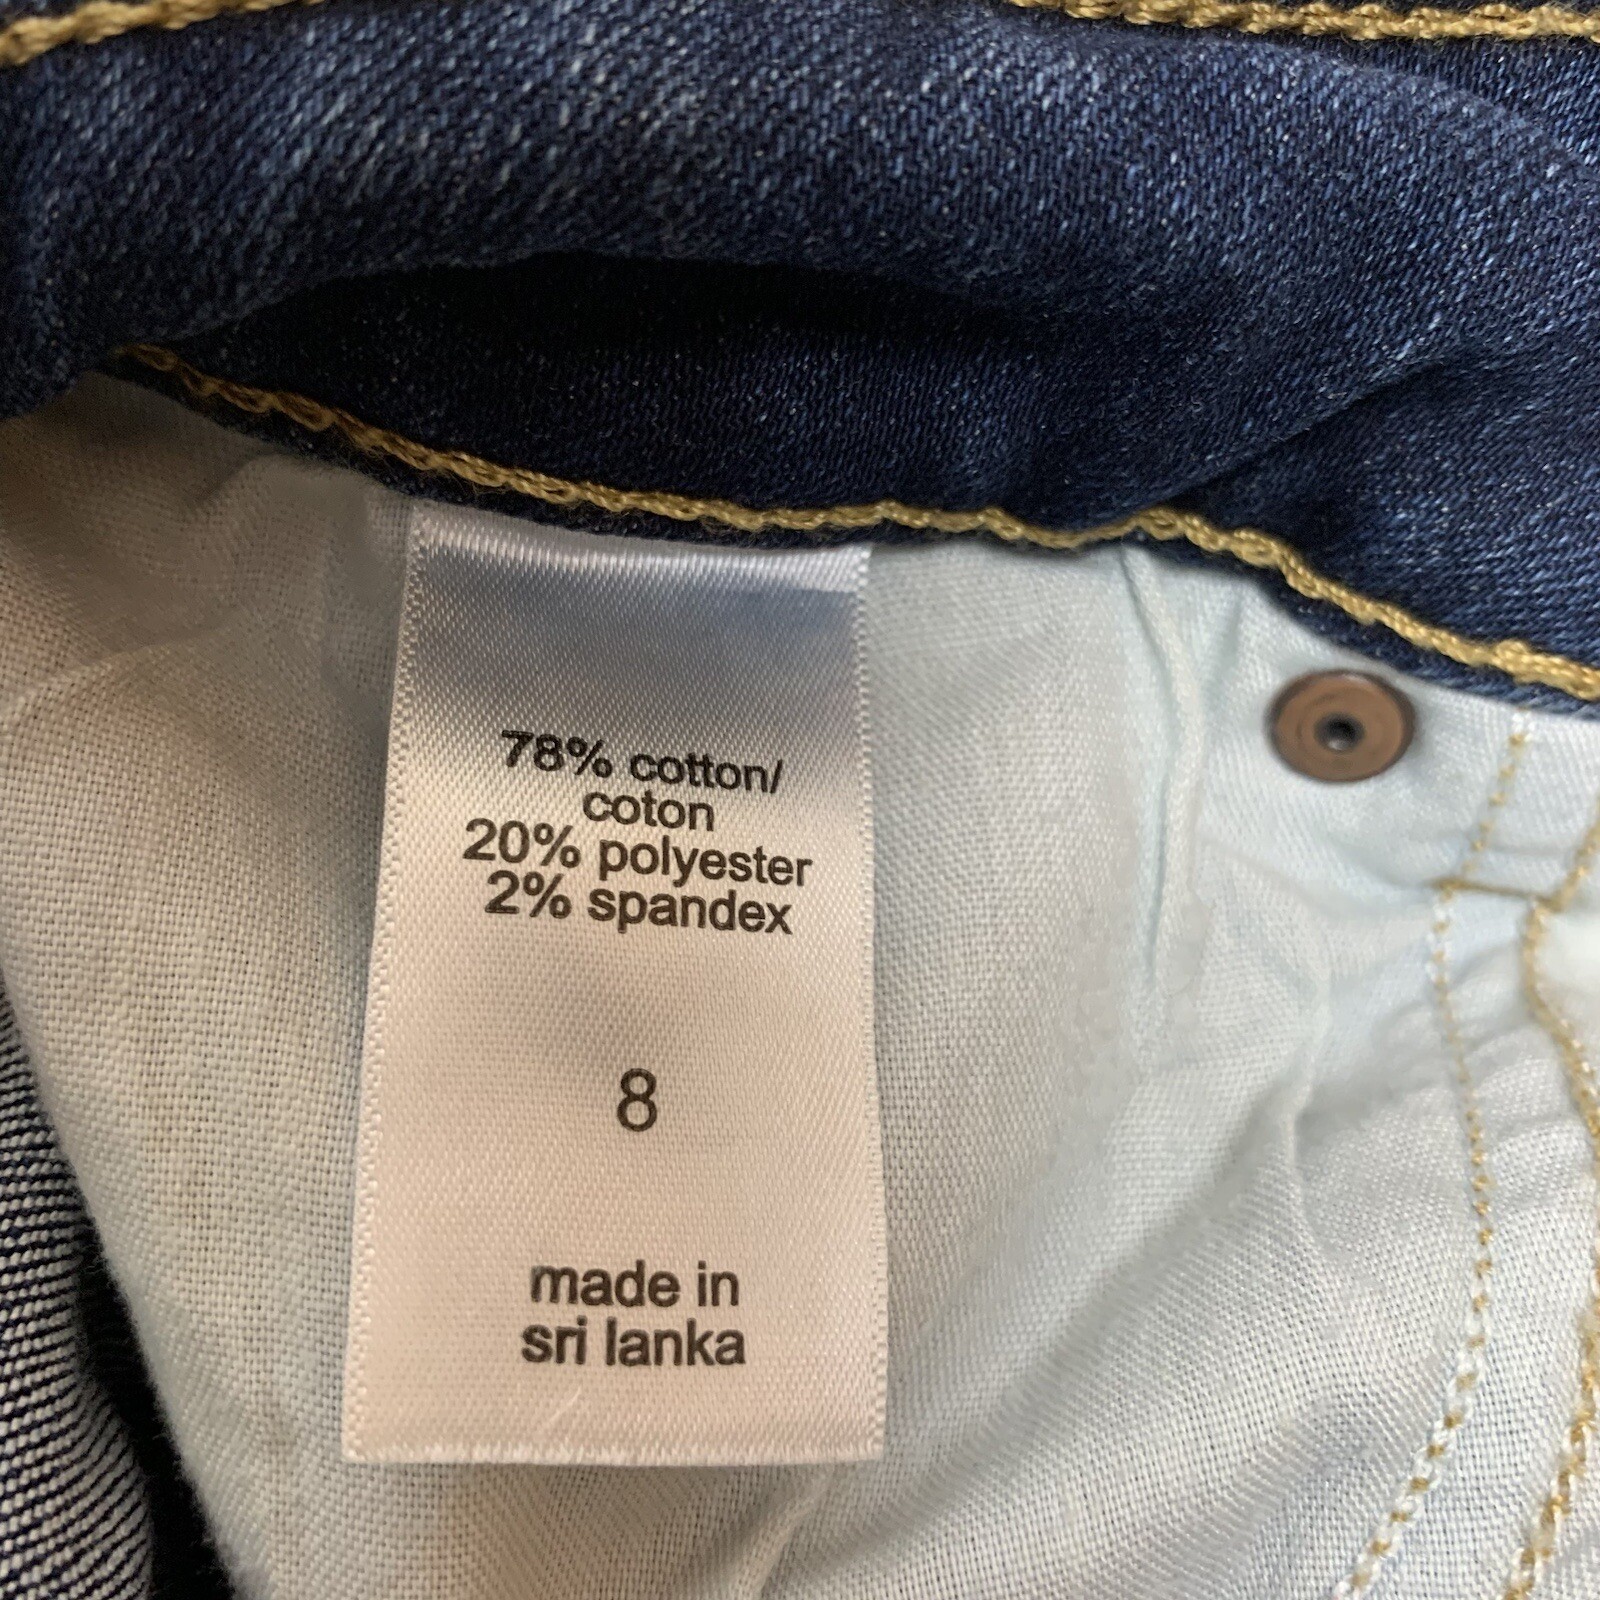 78% cotton/
coton
20% polyester
2% spandex
8
made in
sri lanka